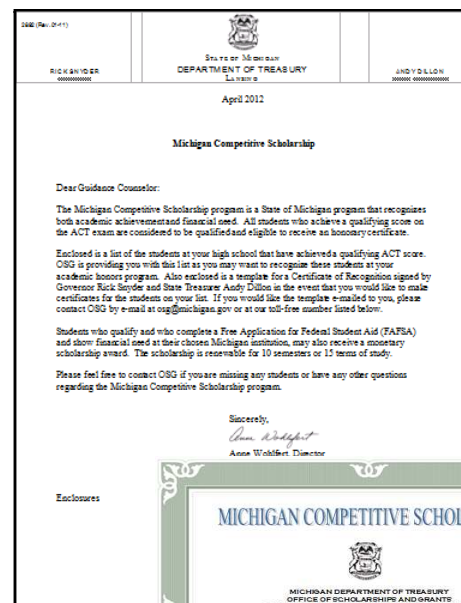 2682 (Rev. 01-11)
STATE OF MICHIGAN
RICK SNYDER DEPARTMENT OF TREASURY ANDY DILLON
LANSING
April 2012
Michigan Competitive Scholarship
Dear Guidance Counselor:
The Michigan Competitive Scholarship program is a State of Michigan program that recognizes
both academic achievement and financial need. All students who achieve a qualifying score on
the ACT exam are considered to be qualified and eligible to receive an honorary certificate.
Enclosed is a list of the students at your high school that have achieved a qualifying ACT score.
OSG is providing you with this list as you may want to recognize these students at your
academic honors program. Also enclosed is a template for a Certificate of Recognition signed by
Governor Rick Snyder and State Treasurer Andy Dillon in the event that you would like to make
certificates for the students on your list. If you would like the template e-mailed to you, please
contact OSG by e-mail at osg@michigan.gov or at our toll-free number listed below.
Students who qualify and who complete a Free Application for Federal Student Aid (FAFSA)
and show financial need at their chosen Michigan institution, may also receive a monetary
scholarship award. The scholarship is renewable for 10 semesters or 15 terms of study.
Please feel free to contact OSG if you are missing any students or have any other questions
regarding the Michigan Competitive Scholarship program.
Sincerely,
Anne Wohlfert
Anne Wohlfert, Director
Enclosures
MICHIGAN COMPETITIVE SCHOL
MICHIGAN DEPARTMENT OF TREASURY
OFFICE OF SCHOLARSHIPS AND GRANTS